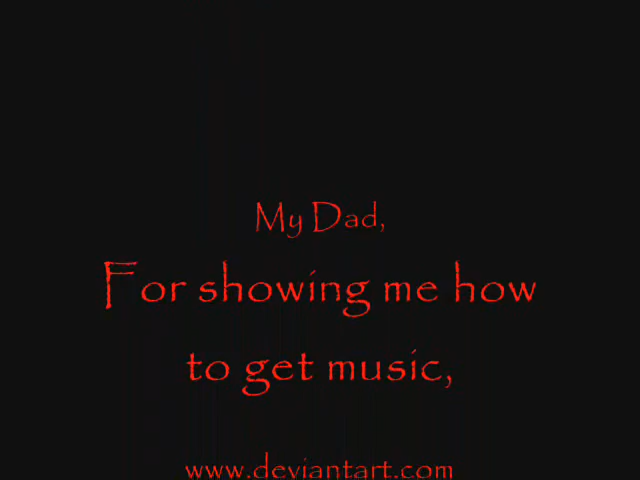 My Dad,
For showing me how
to get music,
www.deviantart.com